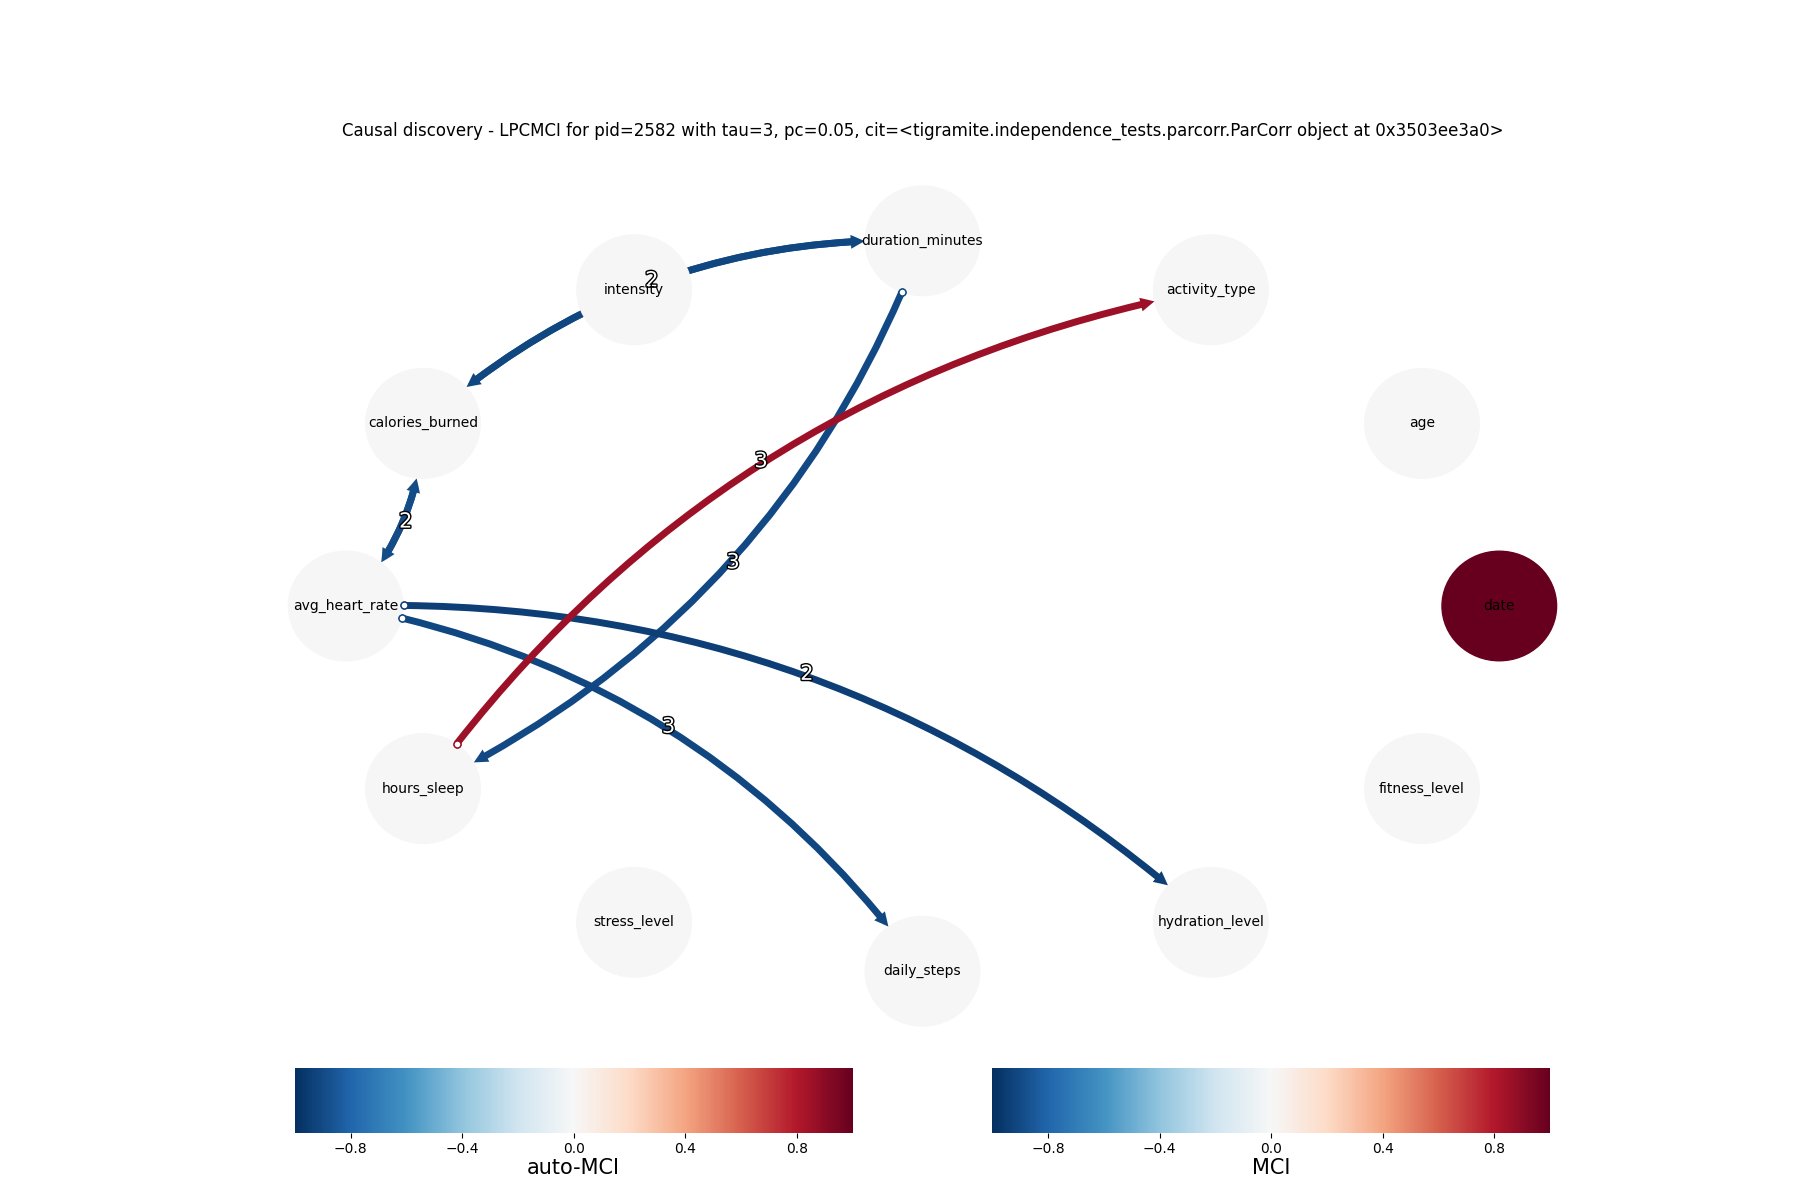 Causal discovery - LPCMCI for pid=2582 with tau=3, pc=0.05, cit=<tigramite.independence_tests.parcorr.ParCorr object at 0x3503ee3a0>
duration_minutes
2
intensity
activity_type
calories_burned
age
3
2
3
avg_heart_rate
date
2
3
hours_sleep
fitness_level
stress_level
hydration_level
daily_steps
−0.8 −0.4 0.0 0.4 0.8
auto-MCI
−0.8 −0.4 0.0 0.4 0.8
MCI